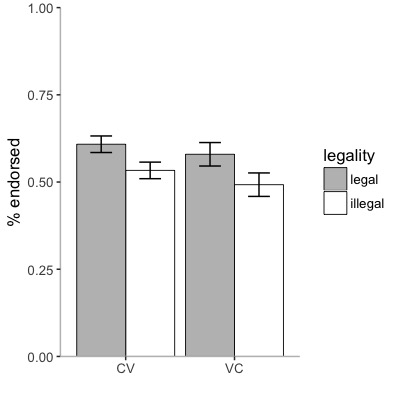 1.00
0.75
0.50
0.25
0.00
% endorsed
CV
VC
legality
legal
illegal